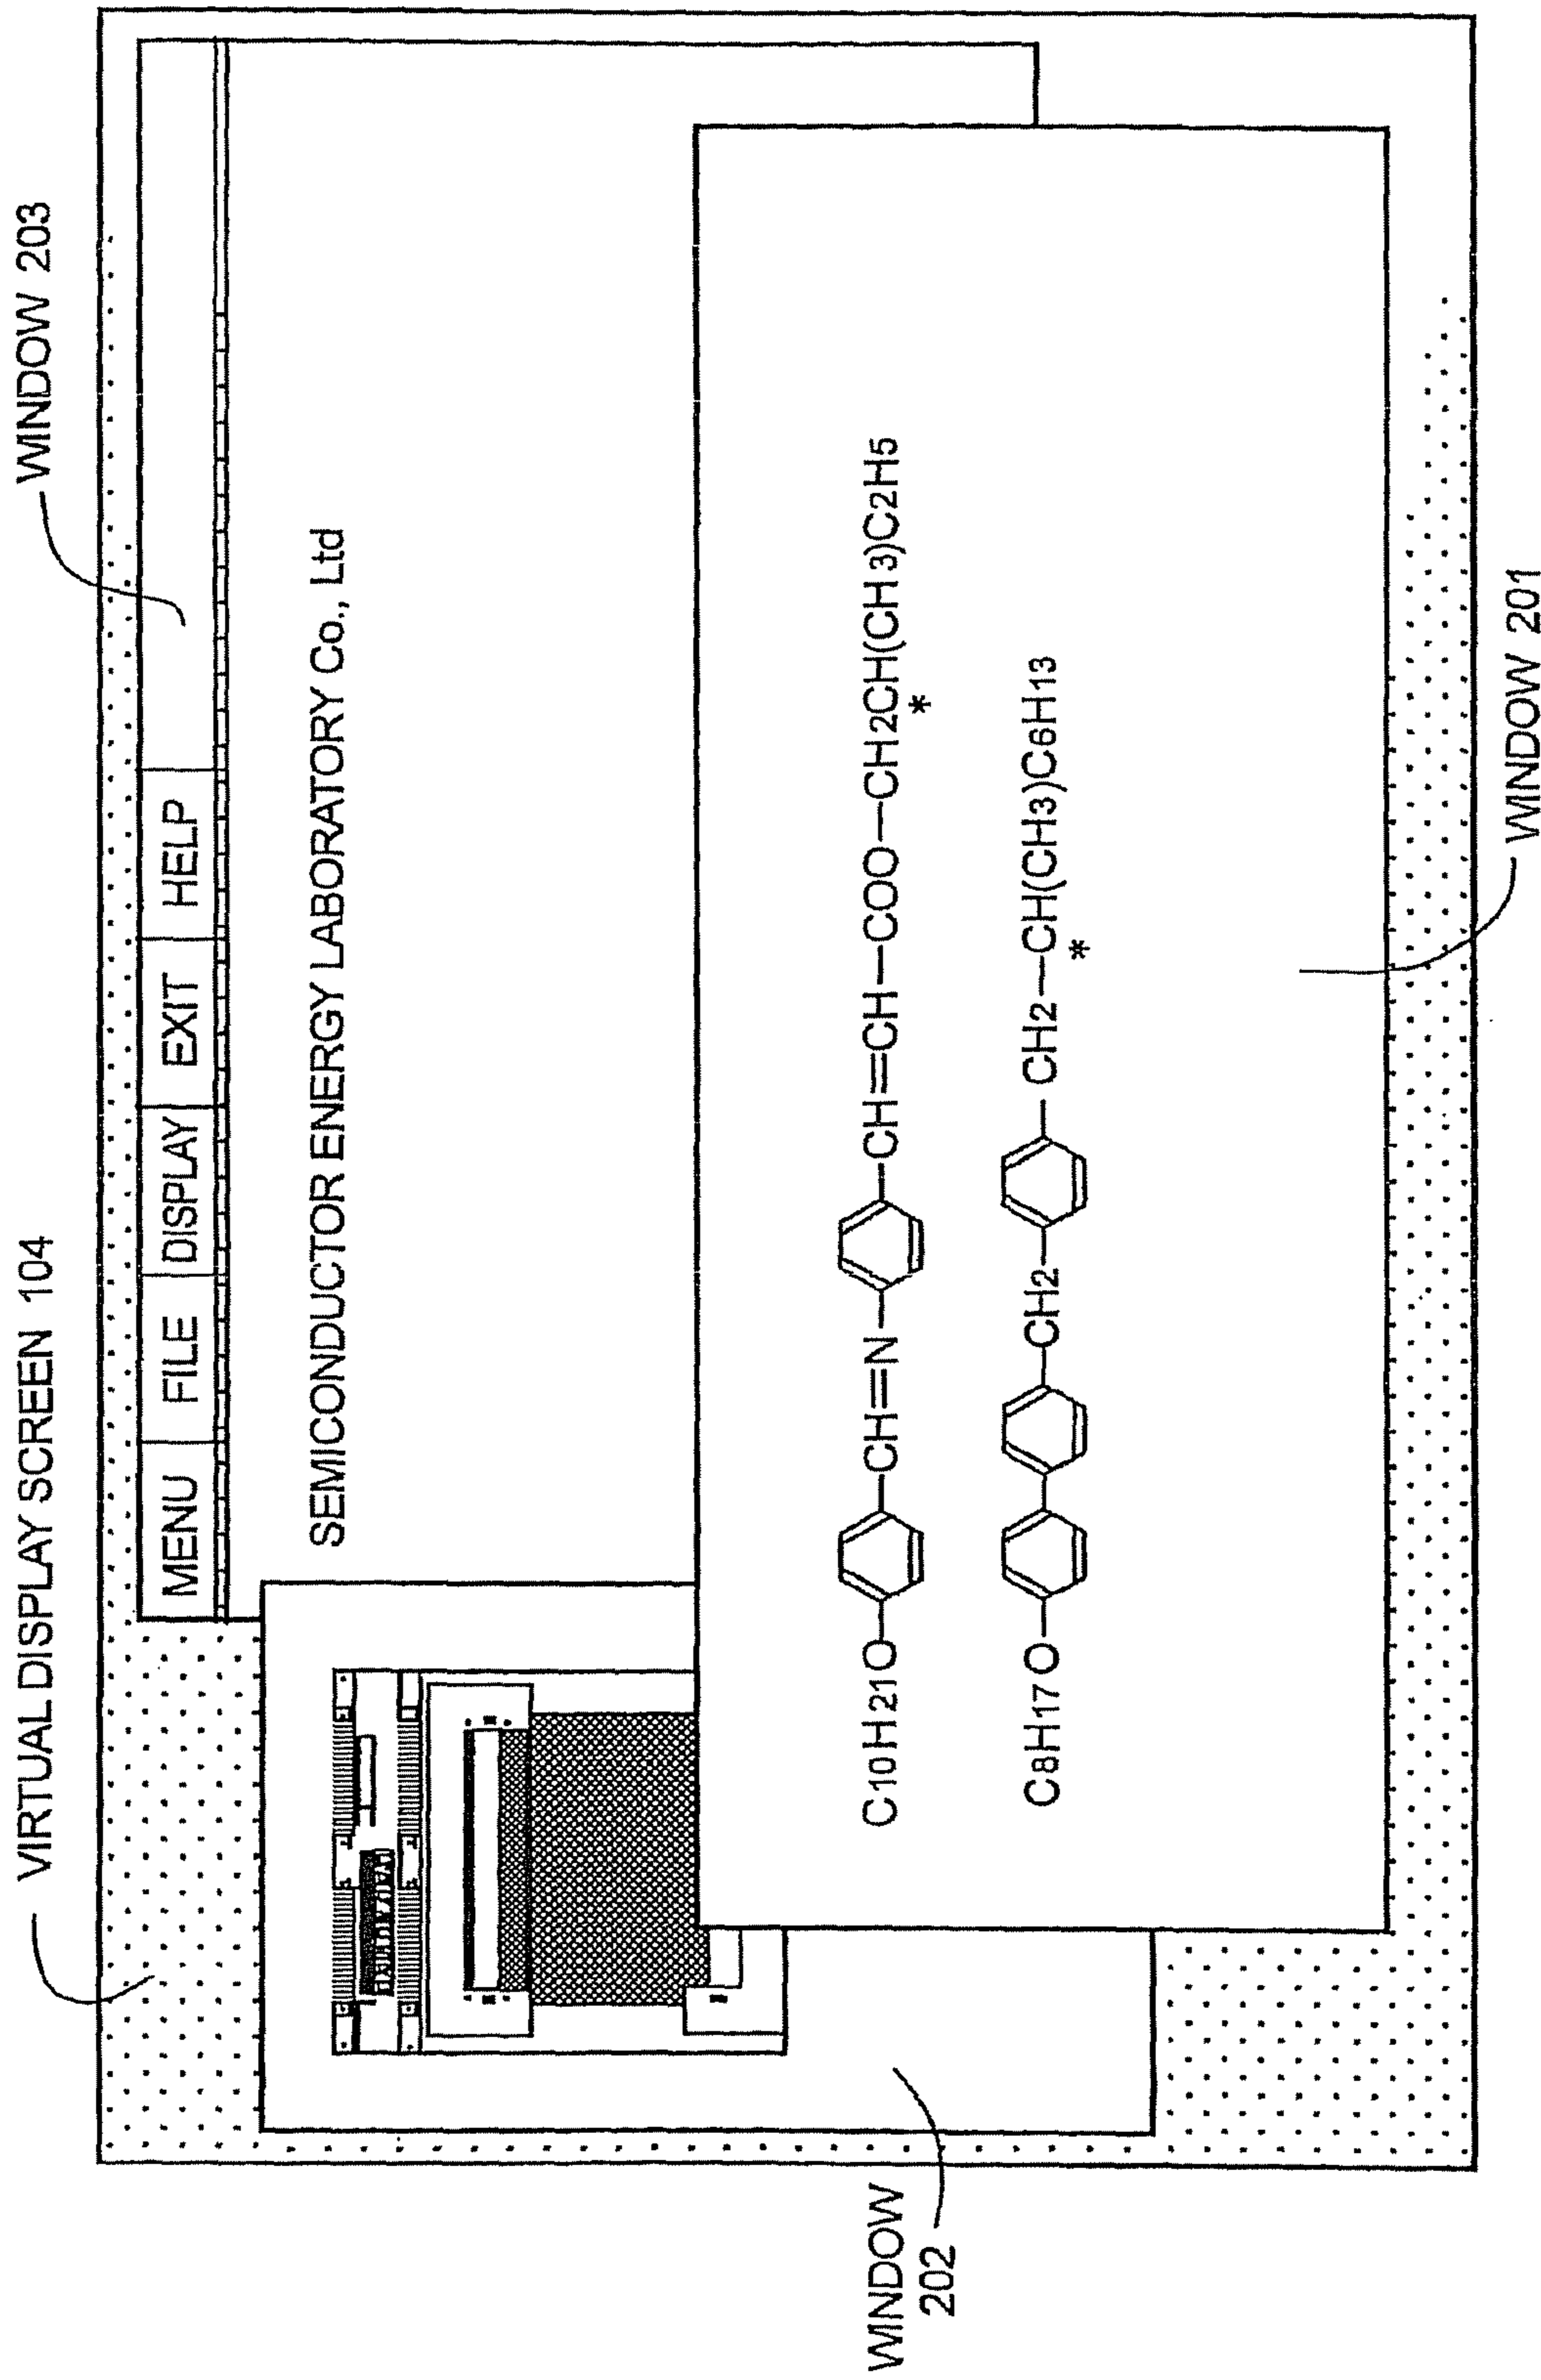 VIRTUAL DISPLAY SCREEN 104
WINDOW 203
MENU FILE DISPLAY EXIT HELP
SEMICONDUCTOR ENERGY LABORATORY Co., Ltd
C10H21O CH=N CH=CH—COO—CH2CH(CH3)C2H5
*
C8H17O CH2 CH2—CH(CH3)C6H13
*
WINDOW
202
WINDOW 201